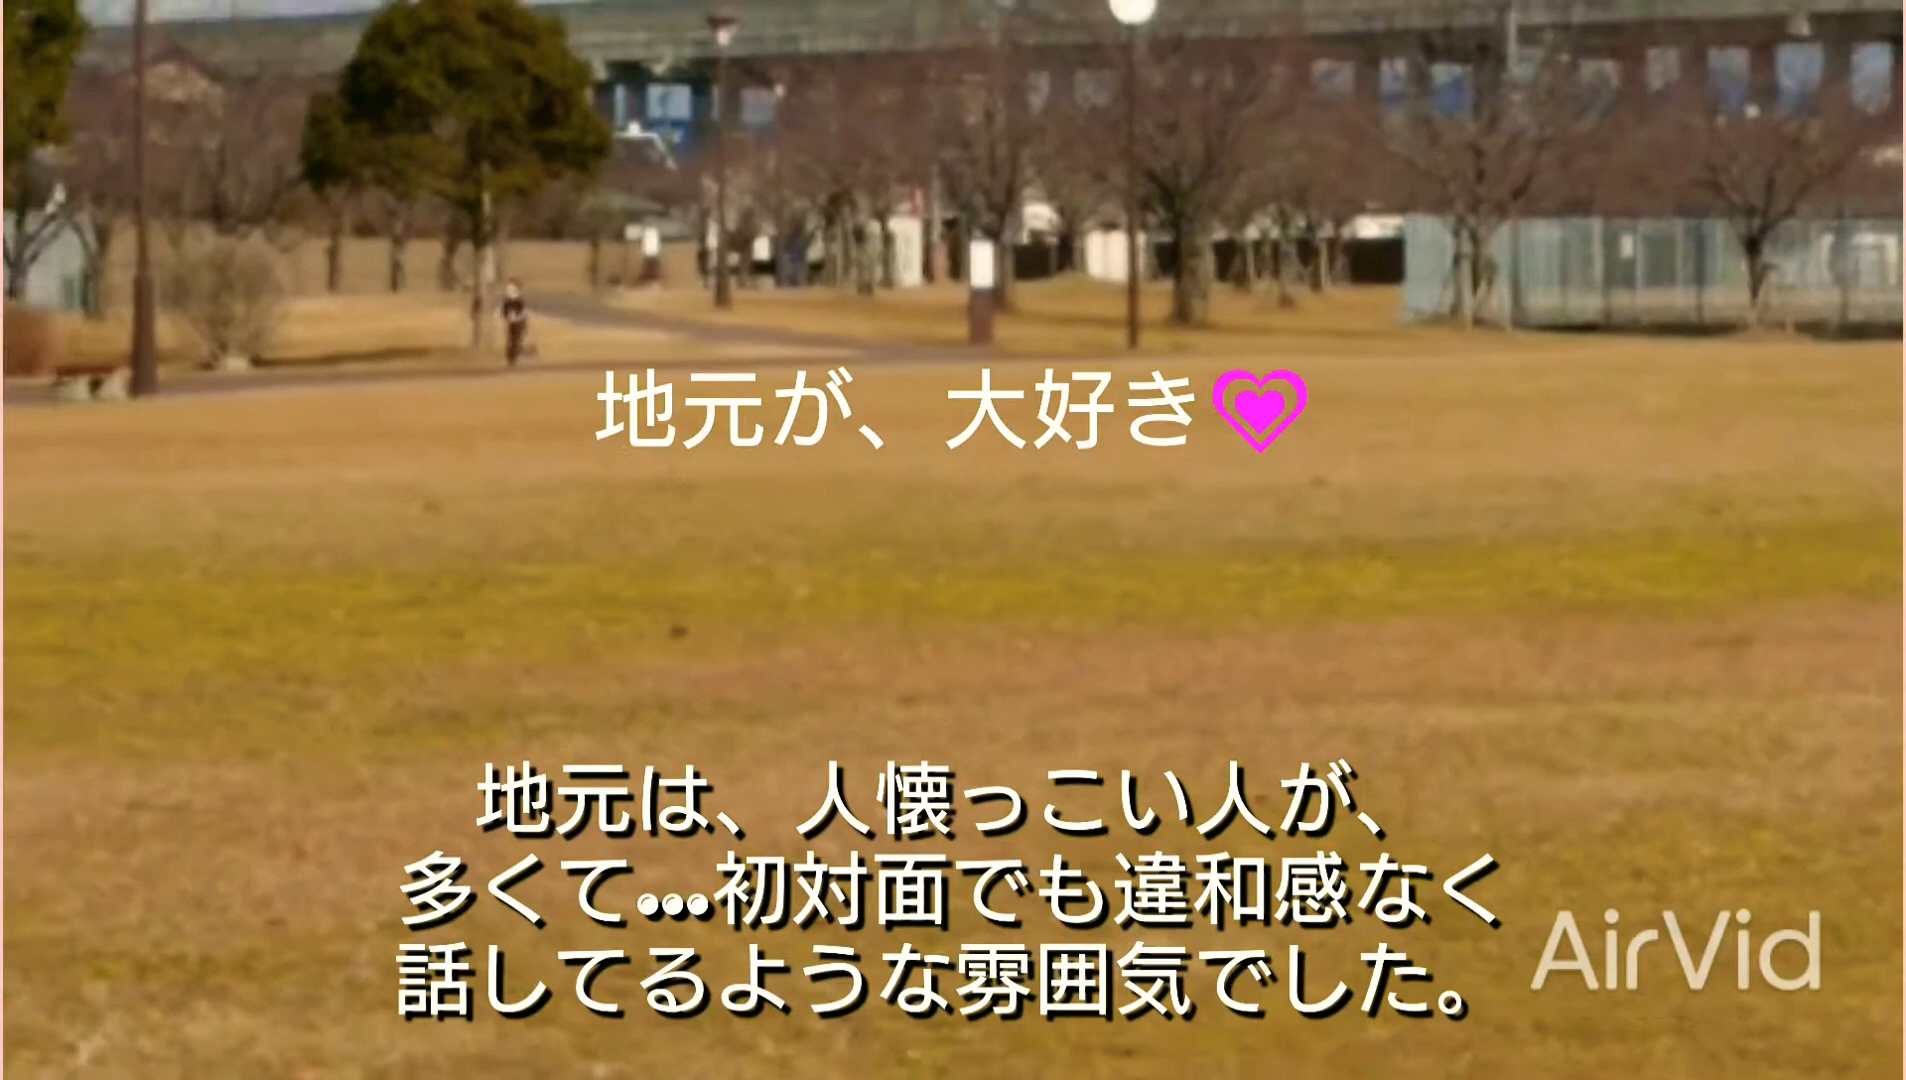 地元が、大好き💗
地元は、人懐っこい人が、
多くて•••初対面でも違和感なく
話してるような雰囲気でした。
AirVid